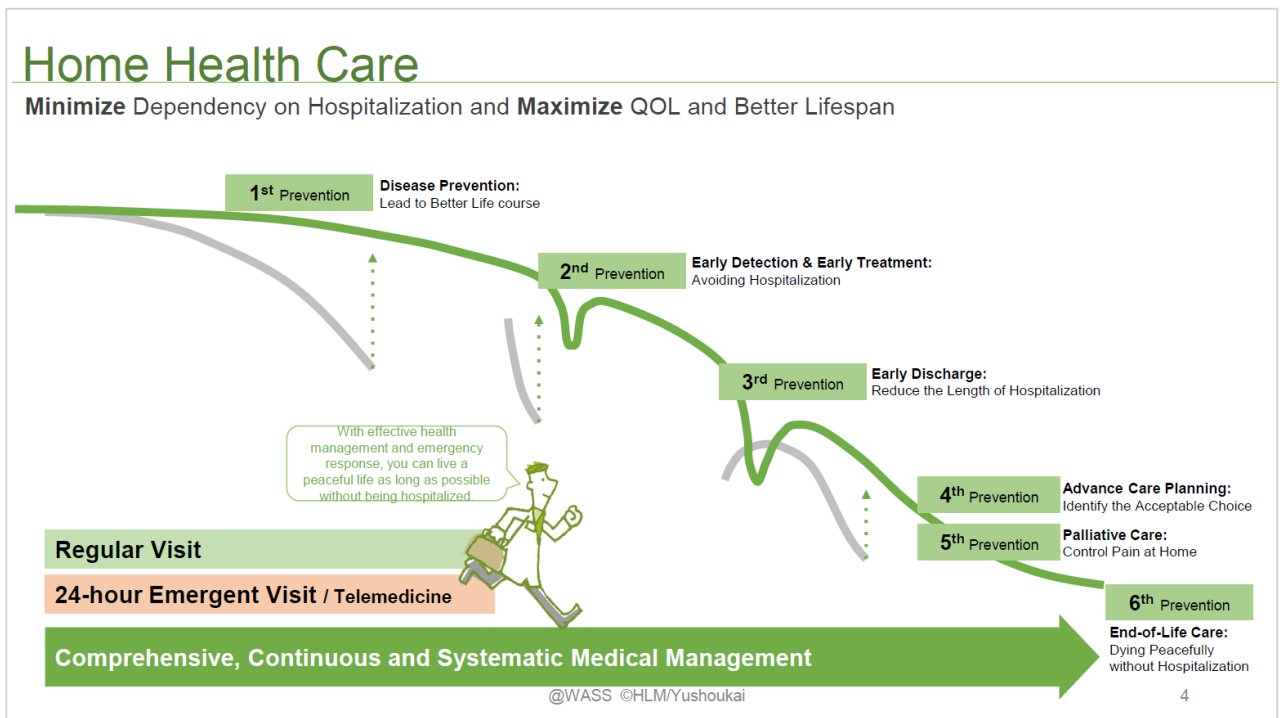 Home Health Care
Minimize Dependency on Hospitalization and Maximize QOL and Better Lifespan
1st Prevention
Disease Prevention:
Lead to Better Life course
2nd Prevention
Early Detection & Early Treatment:
Avoiding Hospitalization
3rd Prevention
Early Discharge:
Reduce the Length of Hospitalization
With effective health
management and emergency
response, you can live a
peaceful life as long as possible
without being hospitalized.
4th Prevention
Advance Care Planning:
Identify the Acceptable Choice
5th Prevention
Palliative Care:
Control Pain at Home
Regular Visit
24-hour Emergent Visit / Telemedicine
6th Prevention
End-of-Life Care:
Dying Peacefully
without Hospitalization
Comprehensive, Continuous and Systematic Medical Management
@WASS ©HLM/Yushoukai
4